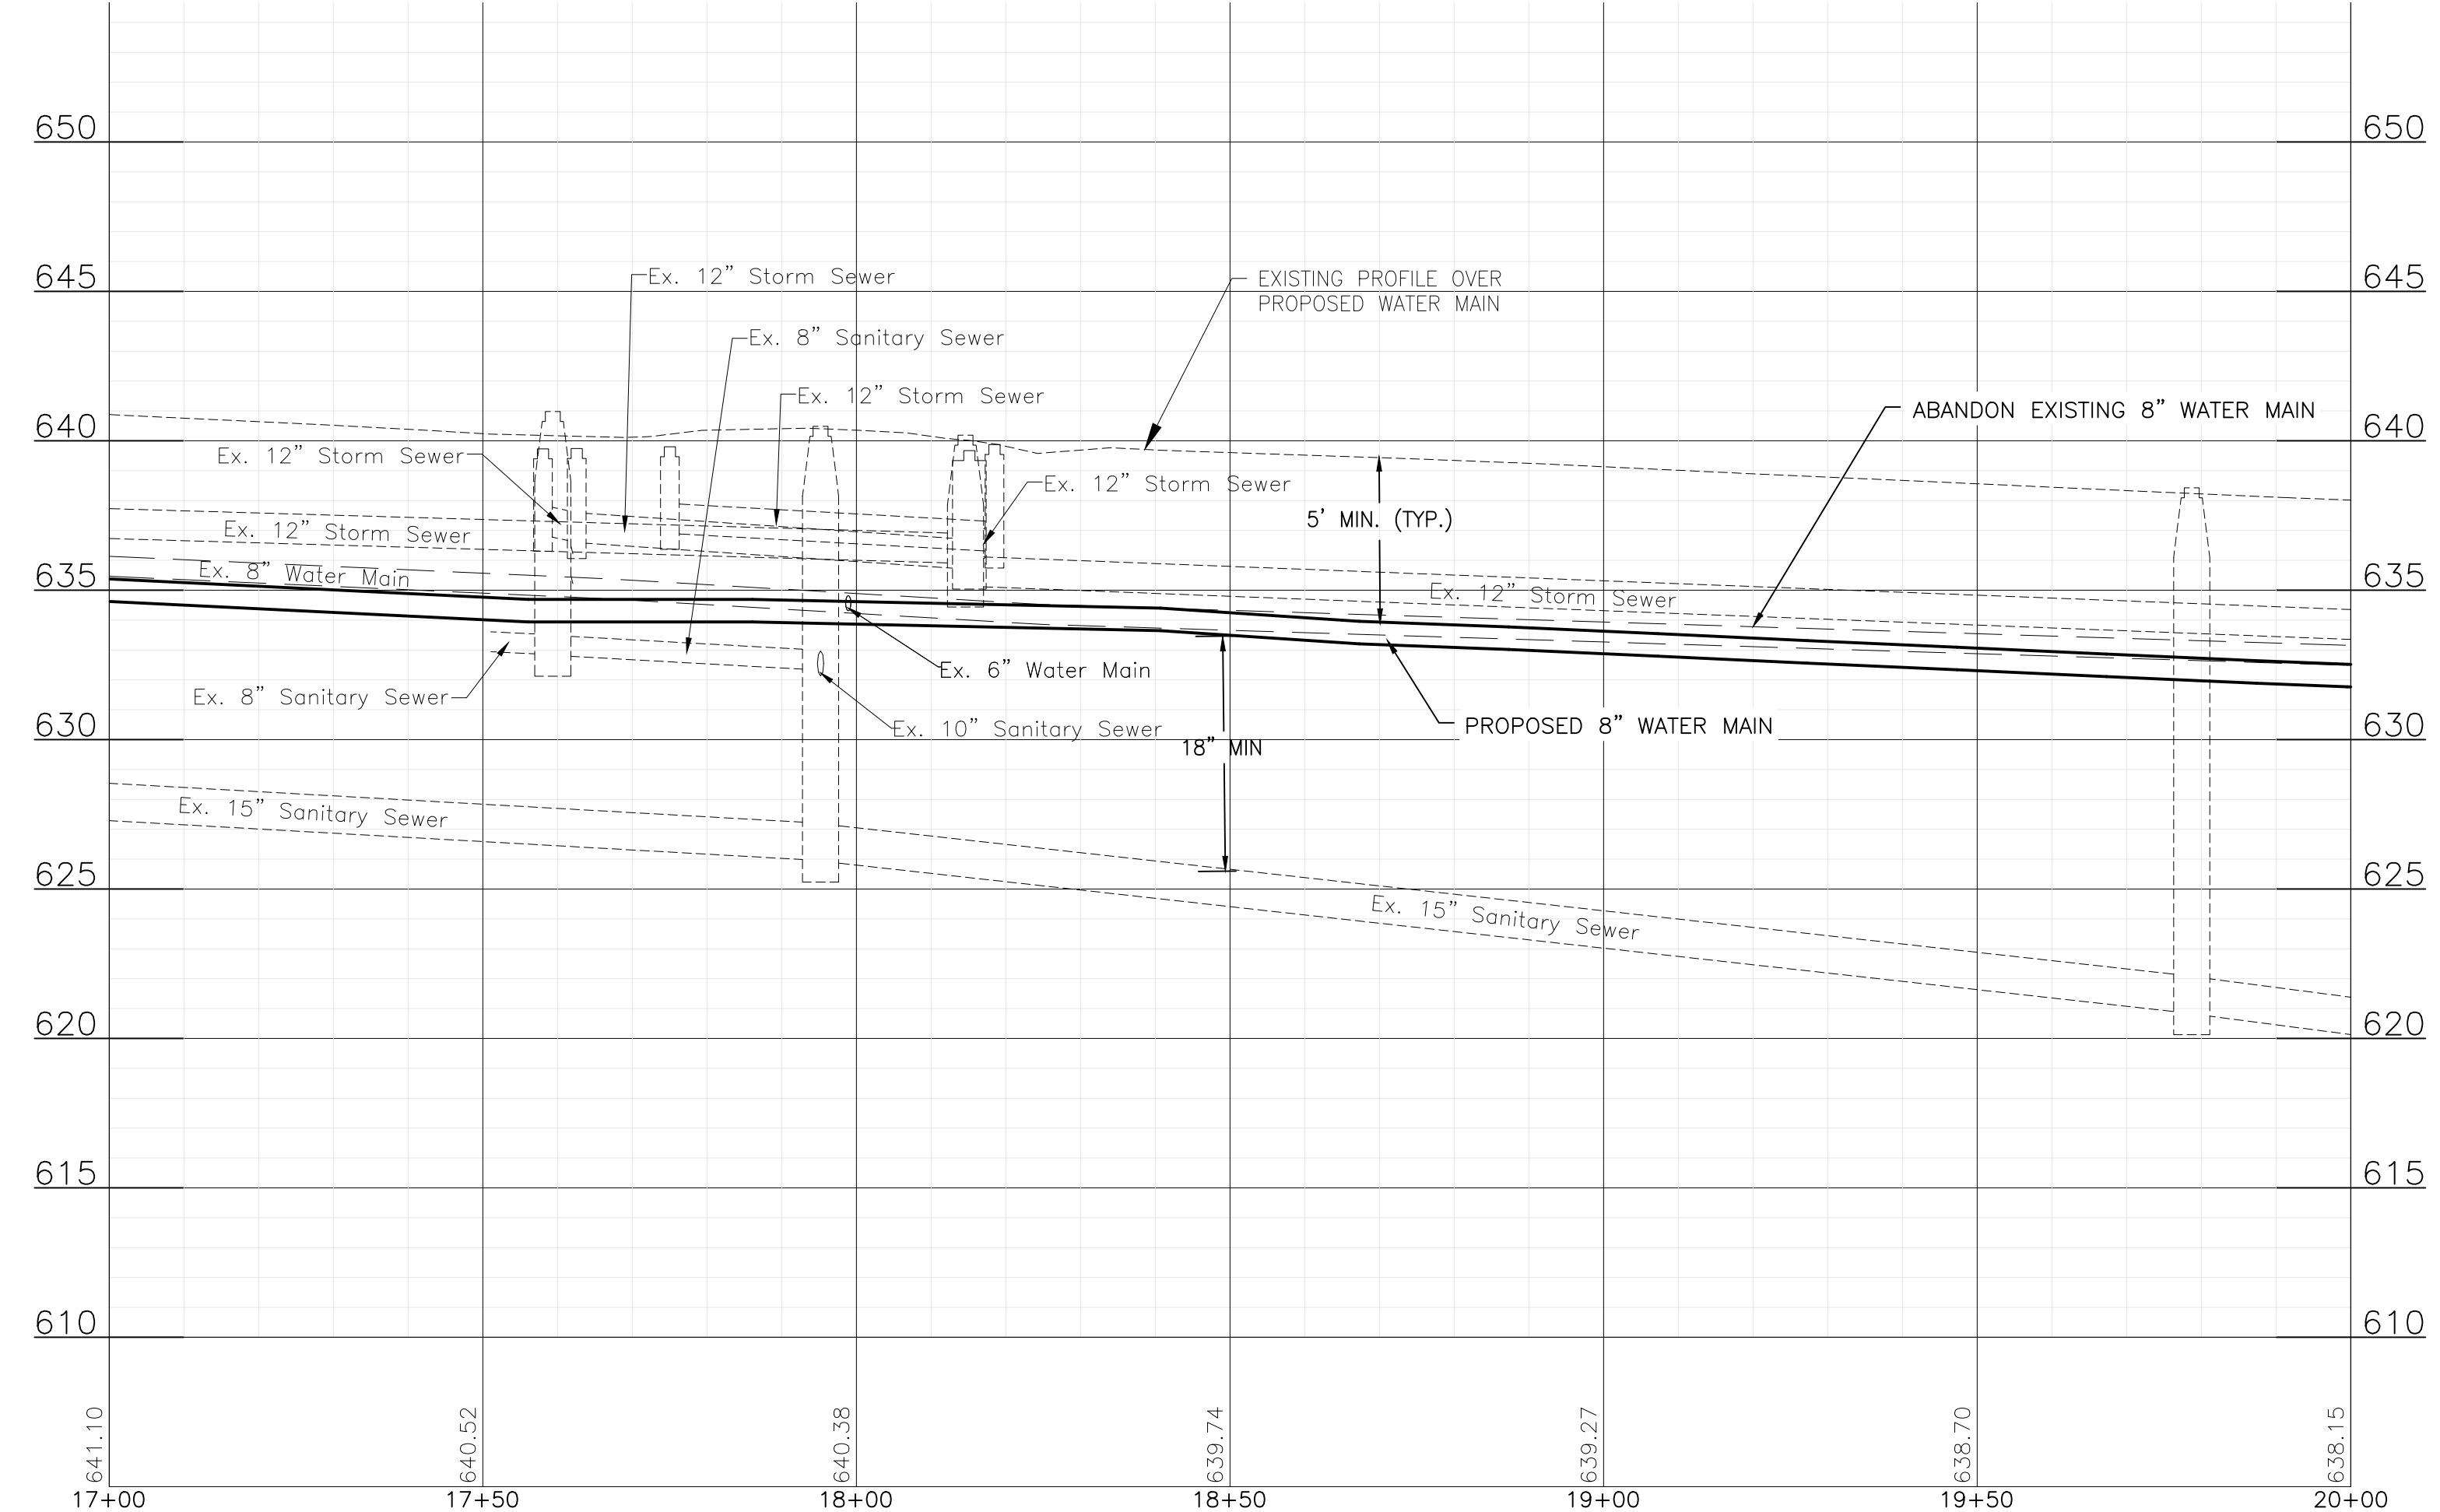 650 650
645 645
Ex. 12" Storm Sewer
EXISTING PROFILE OVER
PROPOSED WATER MAIN
Ex. 8" Sanitary Sewer
Ex. 12" Storm Sewer
ABANDON EXISTING 8" WATER MAIN
640 640
Ex. 12" Storm Sewer
Ex. 12" Storm Sewer
5' MIN. (TYP.)
Ex. 12" Storm Sewer
635 635
Ex. 8" Water Main
Ex. 12" Storm Sewer
Ex. 6" Water Main
Ex. 8" Sanitary Sewer
630 630
Ex. 10" Sanitary Sewer
PROPOSED 8" WATER MAIN
18" MIN
Ex. 15" Sanitary Sewer
625 625
Ex. 15" Sanitary Sewer
620 620
615 615
610 610
641.10 640.52 640.38 639.74 639.27 638.70 638.15
17+00 17+50 18+00 18+50 19+00 19+50 20+00